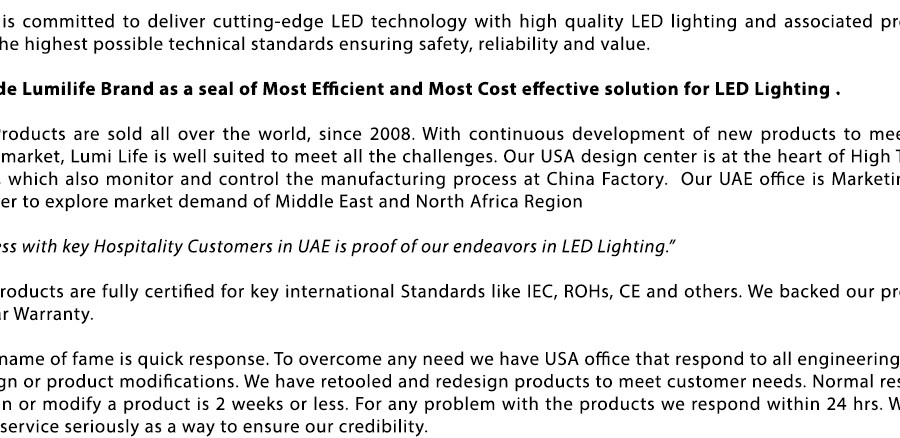 is committed to deliver cutting-edge LED technology with high quality LED lighting and associated
he highest possible technical standards ensuring safety, reliability and value.
de Lumilife Brand as a seal of Most Efficient and Most Cost effective solution for LED Lighting .
Products are sold all over the world, since 2008. With continuous development of new products to
market, Lumi Life is well suited to meet all the challenges. Our USA design center is at the heart of High
, which also monitor and control the manufacturing process at China Factory. Our UAE office is
er to explore market demand of Middle East and North Africa Region
ess with key Hospitality Customers in UAE is proof of our endeavors in LED Lighting.”
roducts are fully certified for key international Standards like IEC, ROHs, CE and others. We backed our
ar Warranty.
name of fame is quick response. To overcome any need we have USA office that respond to all engineering
gn or product modifications. We have retooled and redesign products to meet customer needs. Normal
n or modify a product is 2 weeks or less. For any problem with the products we respond within 24 hrs.
service seriously as a way to ensure our credibility.